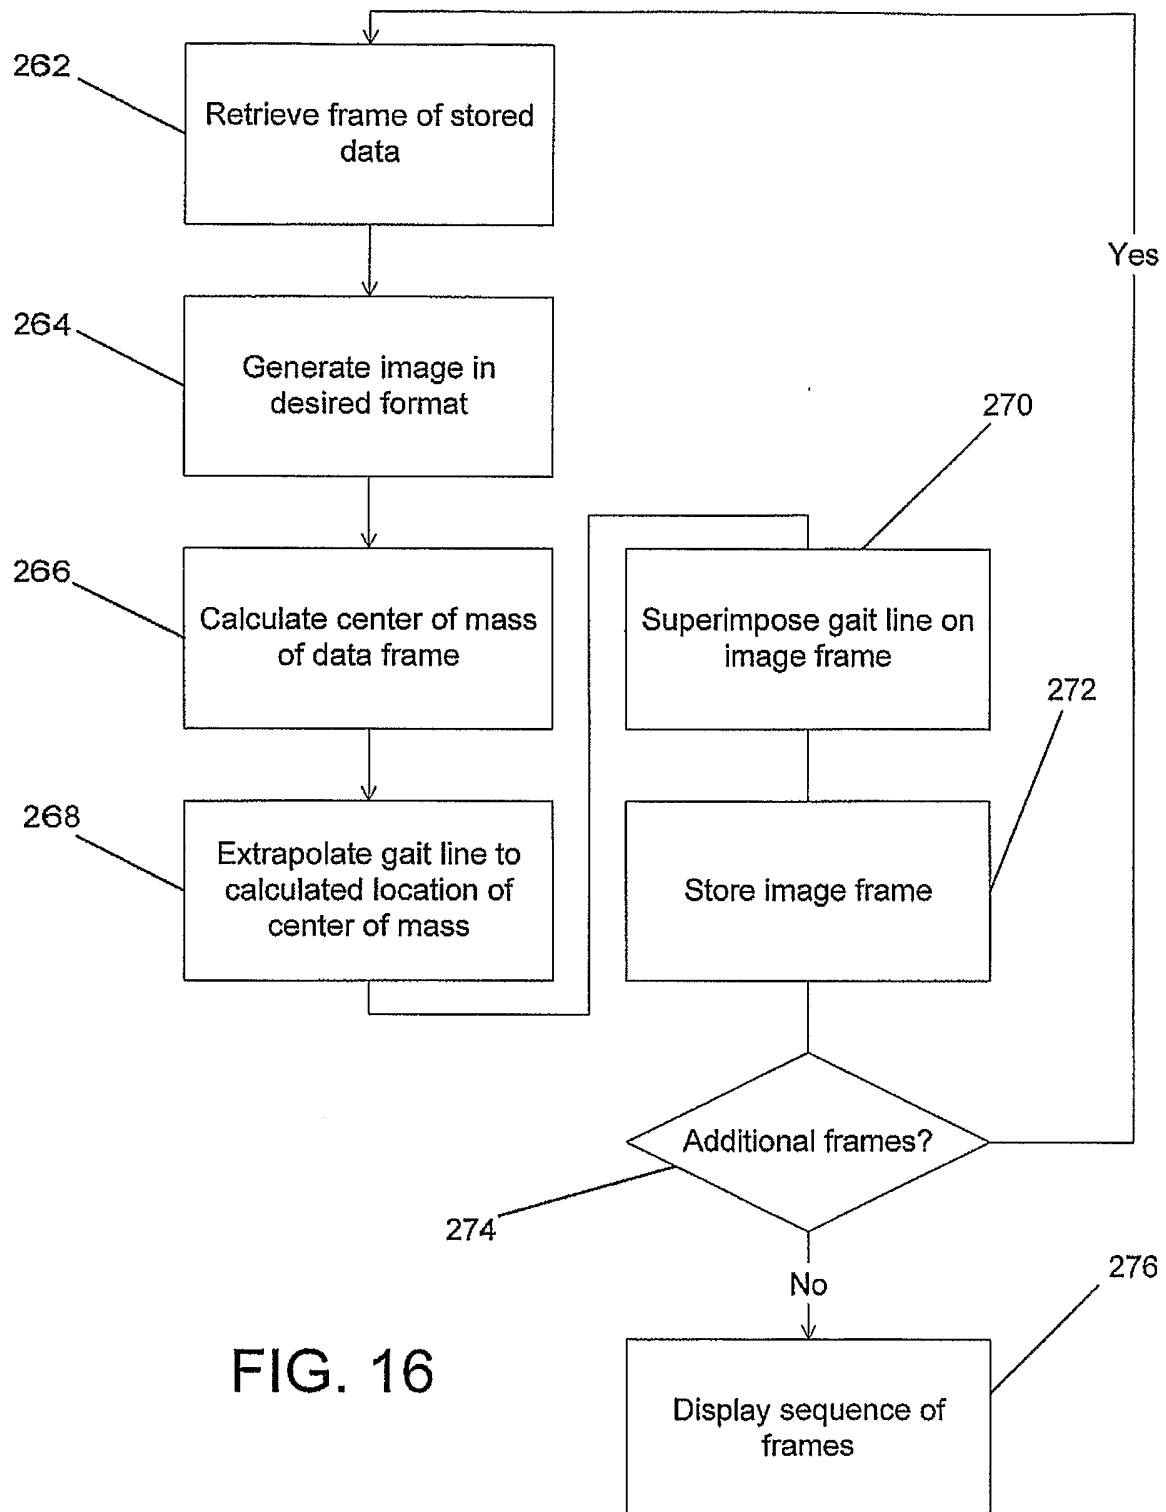 262
Retrieve frame of stored
data
Yes
264
Generate image in
desired format
270
266
Calculate center of mass
of data frame
Superimpose gait line on
image frame
272
268
Extrapolate gait line to
calculated location of
center of mass
Store image frame
Additional frames?
274
No
276
Display sequence of
frames
FIG. 16